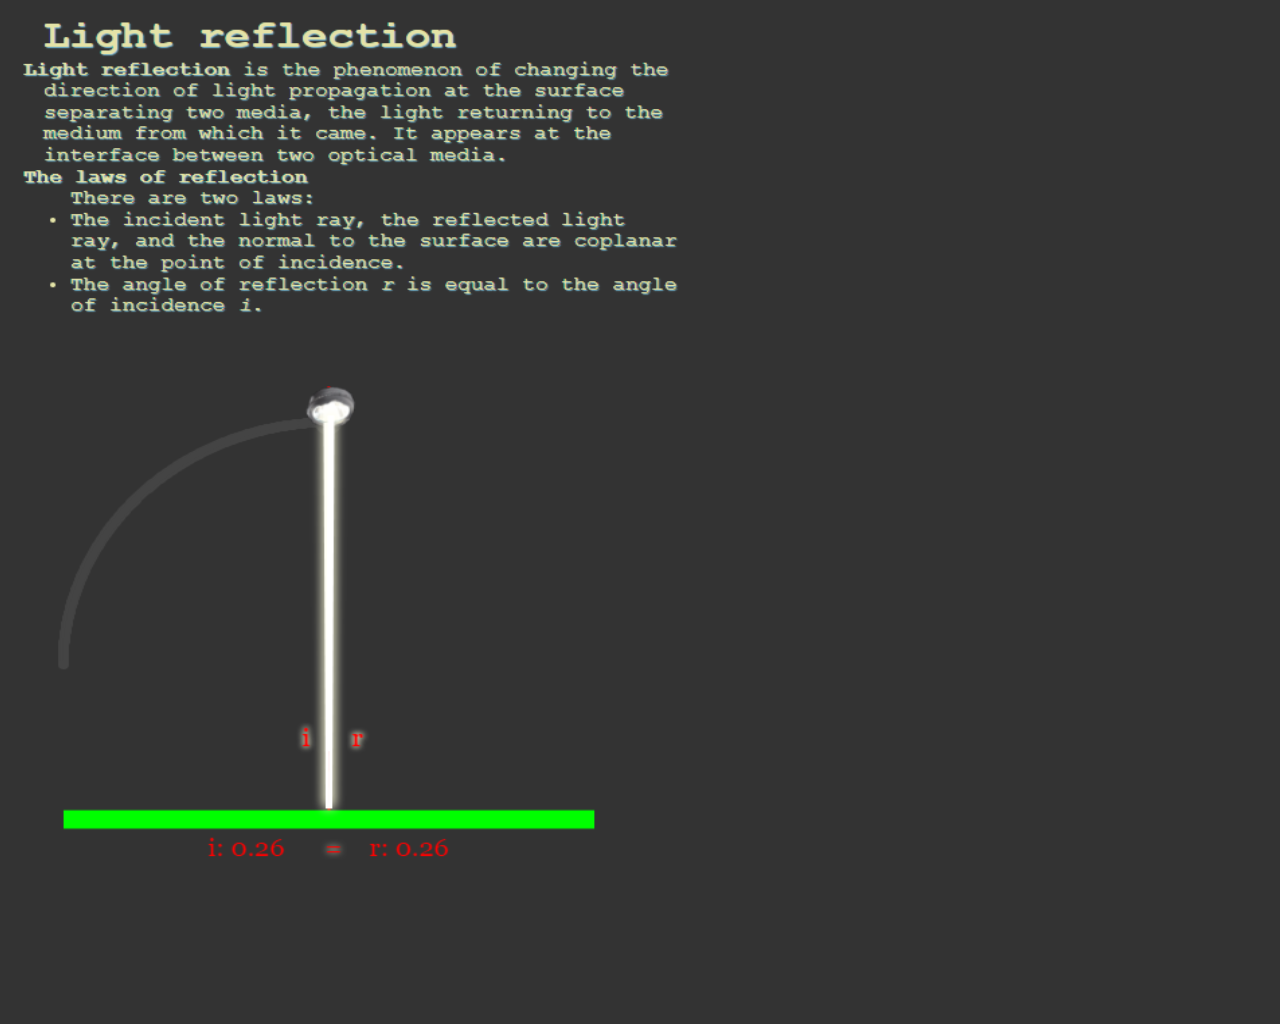 Light reflection
Light reflection is the phenomenon of changing the
direction of light propagation at the surface
separating two media, the light returning to the
medium from which it came. It appears at the
interface between two optical media.
The laws of reflection
There are two laws:
• The incident light ray, the reflected light
ray, and the normal to the surface are coplanar
at the point of incidence.
• The angle of reflection r is equal to the angle
of incidence i.
i r
i: 0.26 = r: 0.26